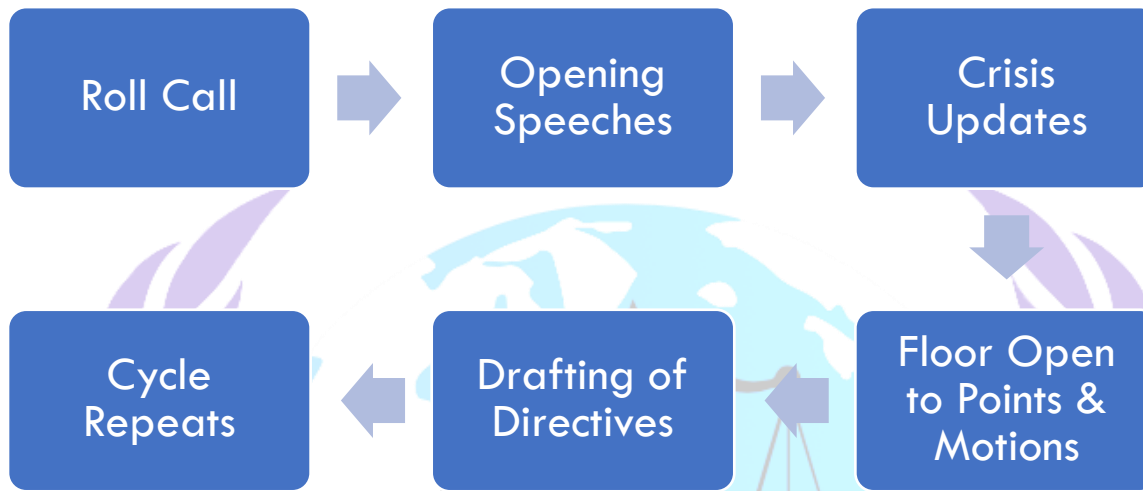 Roll Call
Opening
Speeches
Crisis
Updates
Floor Open
to Points &
Motions
Drafting of
Directives
Cycle
Repeats